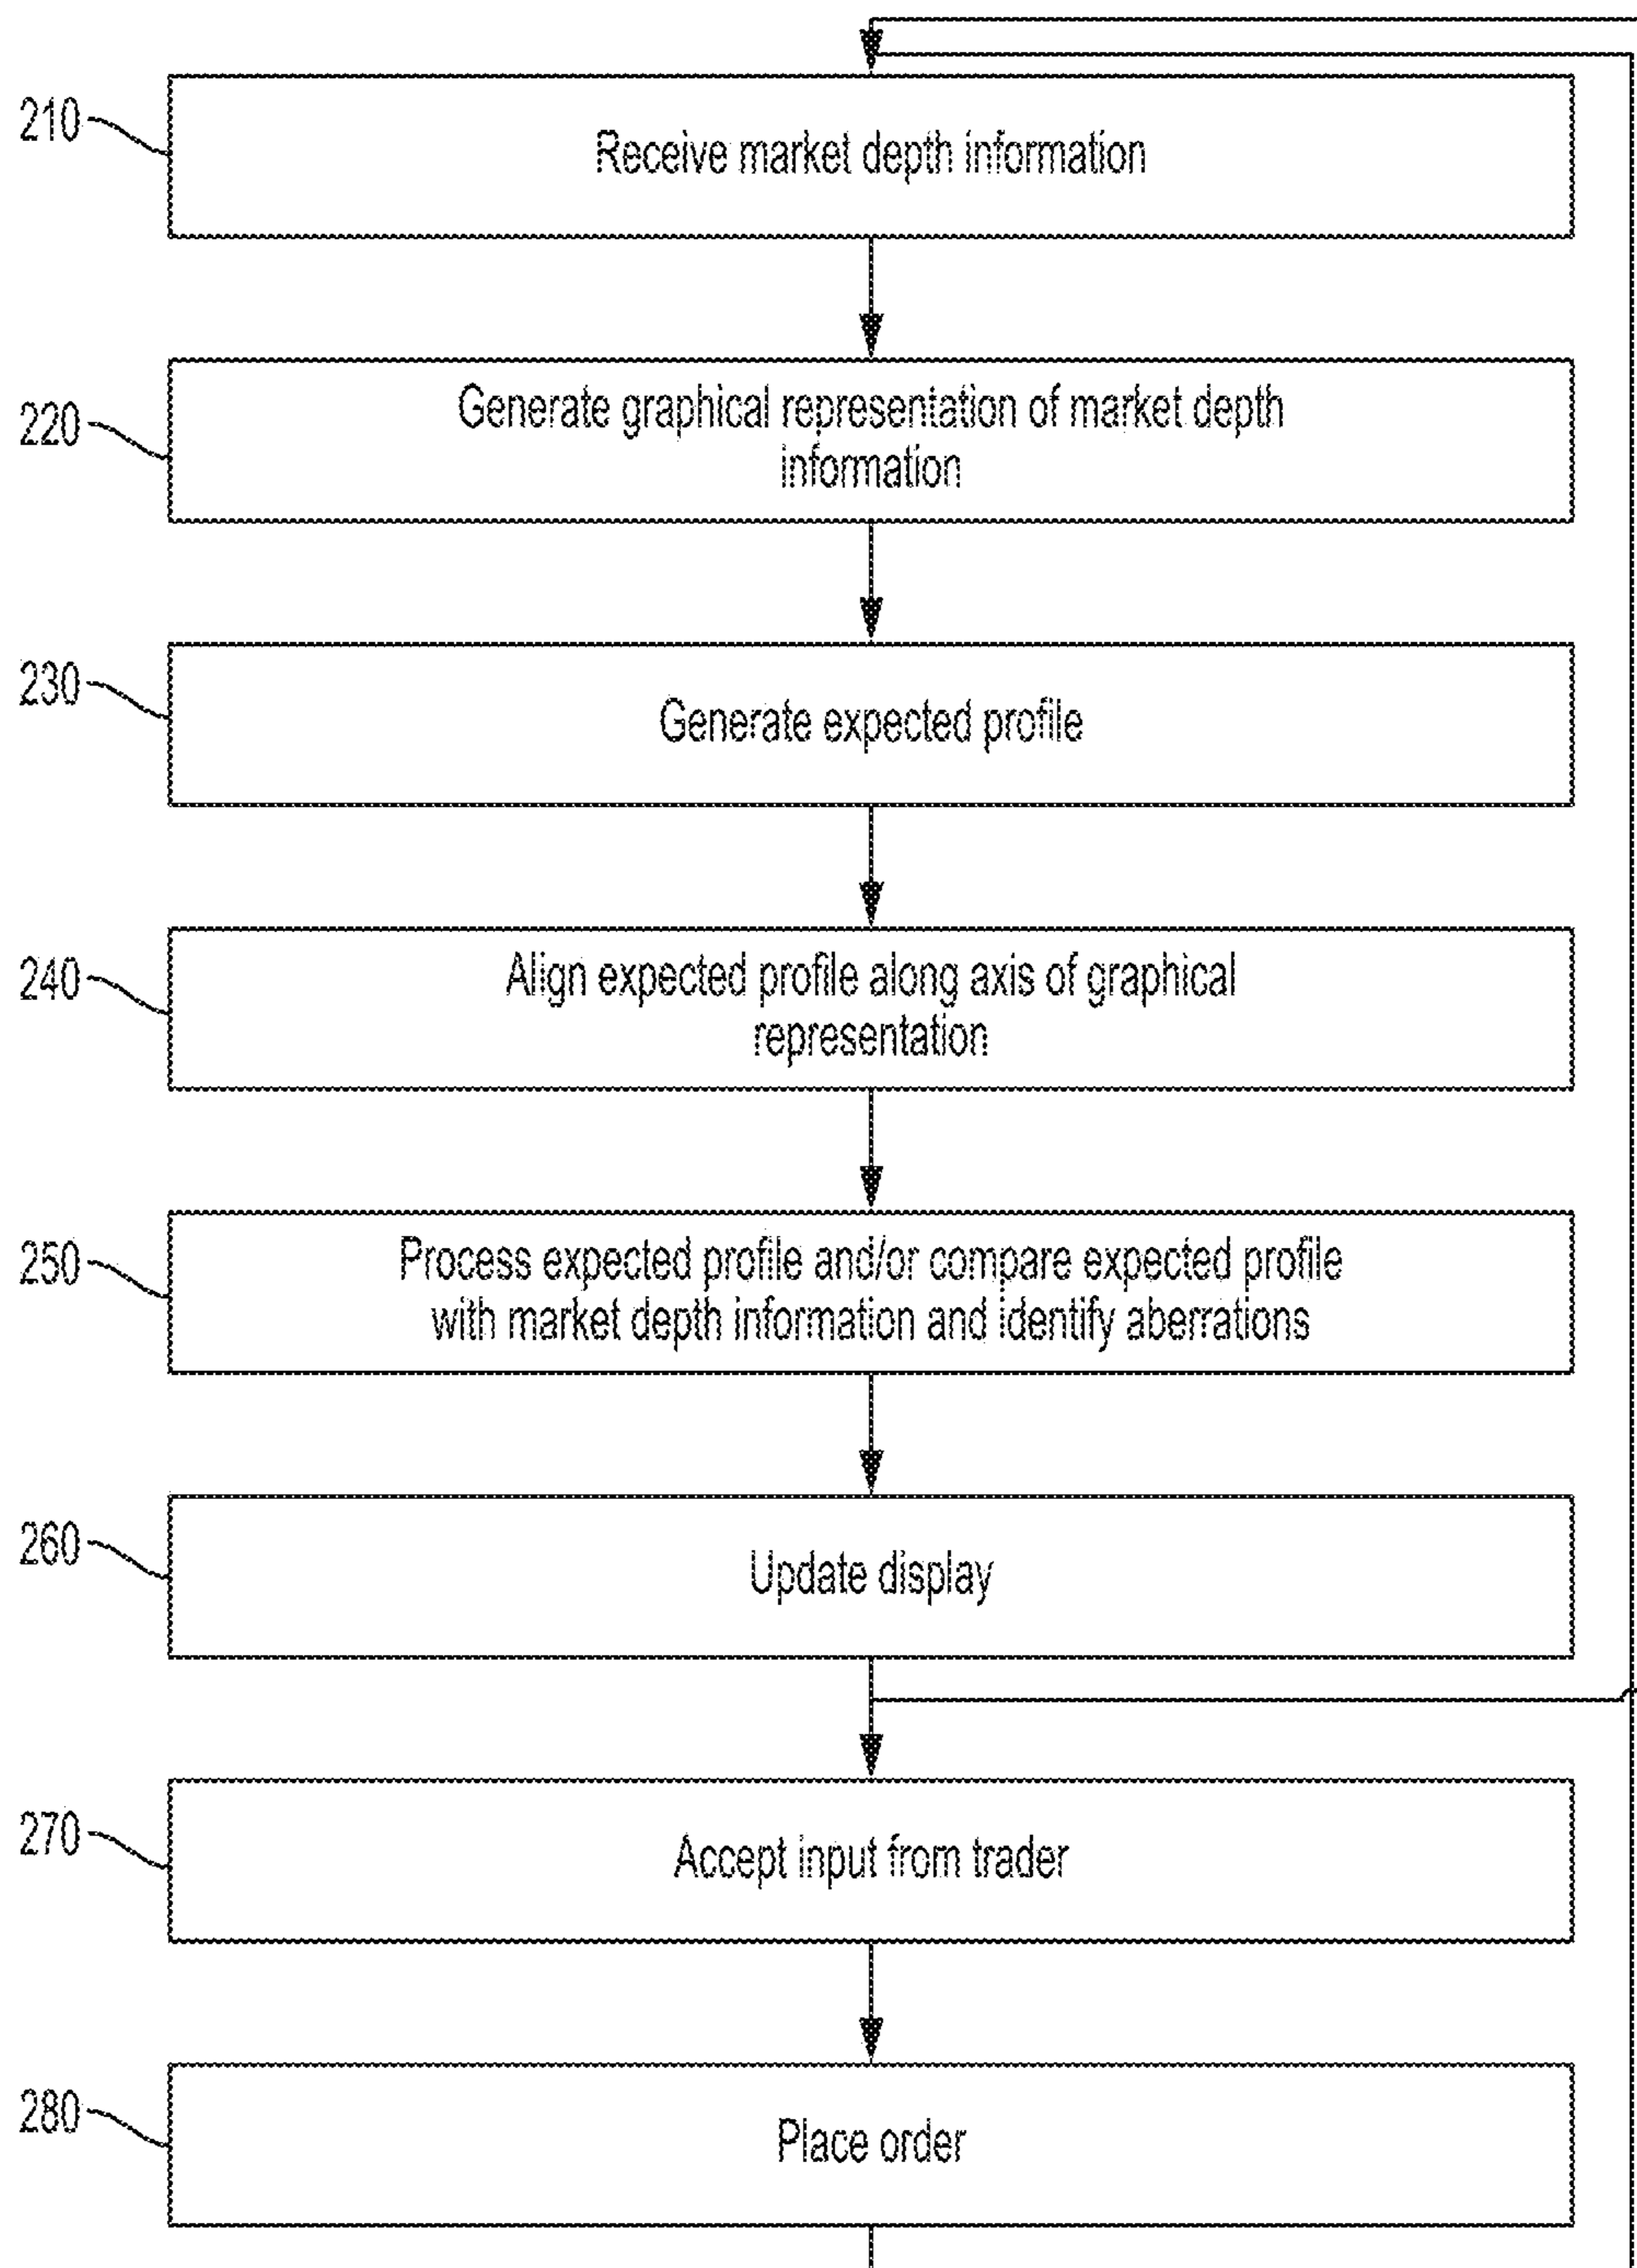 210
Receive market depth information
220
Generate graphical representation of market depth
information
230
Generate expected profile
240
Align expected profile along axis of graphical
representation
250
Process expected profile and/or compare expected profile
with market depth information and identify aberrations
260
Update display
270
Accept input from trader
280
Place order